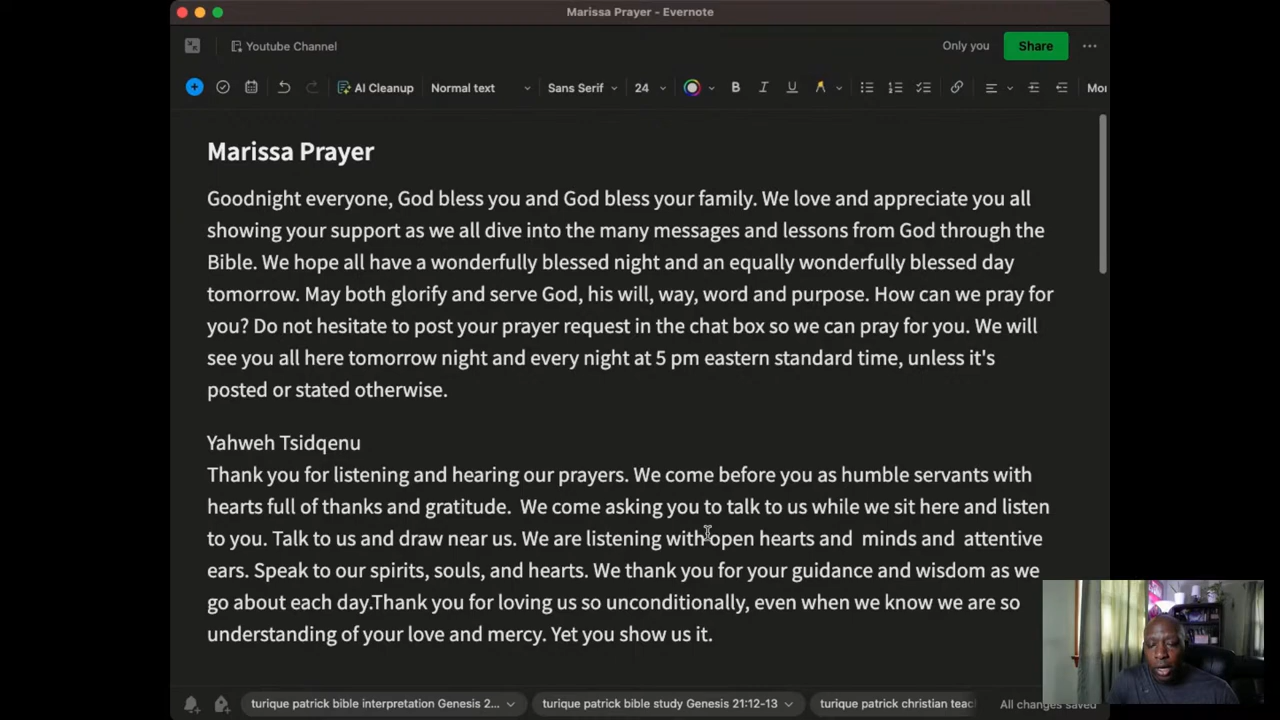 Marissa Prayer - Evernote
Youtube Channel
Only you
Share
AI Cleanup
Normal text
Sans Serif
24
Mor
Marissa Prayer
Goodnight everyone, God bless you and God bless your family. We love and appreciate you all
showing your support as we all dive into the many messages and lessons from God through the
Bible. We hope all have a wonderfully blessed night and an equally wonderfully blessed day
tomorrow. May both glorify and serve God, his will, way, word and purpose. How can we pray for
you? Do not hesitate to post your prayer request in the chat box so we can pray for you. We will
see you all here tomorrow night and every night at 5 pm eastern standard time, unless it's
posted or stated otherwise.
Yahweh Tsidqenu
Thank you for listening and hearing our prayers. We come before you as humble servants with
hearts full of thanks and gratitude.  We come asking you to talk to us while we sit here and listen
to you. Talk to us and draw near us. We are listening with open hearts and  minds and  attentive
ears. Speak to our spirits, souls, and hearts. We thank you for your guidance and wisdom as we
go about each day.Thank you for loving us so unconditionally, even when we know we are so
understanding of your love and mercy. Yet you show us it.
turique patrick bible interpretation Genesis 2...
turique patrick bible study Genesis 21:12-13
turique patrick christian teac
All changes saved